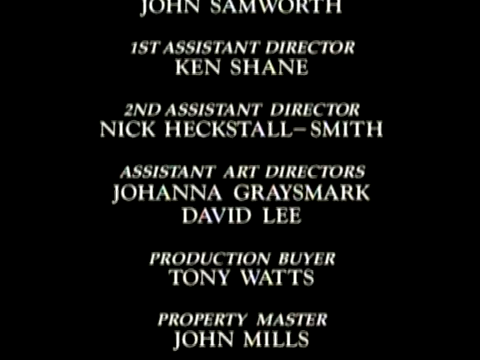 JOHN SAMWORTH
1ST ASSISTANT DIRECTOR
KEN SHANE
2ND ASSISTANT DIRECTOR
NICK HECKSTALL–SMITH
ASSISTANT ART DIRECTORS
JOHANNA GRAYSMARK
DAVID LEE
PRODUCTION BUYER
TONY WATTS
PROPERTY MASTER
JOHN MILLS